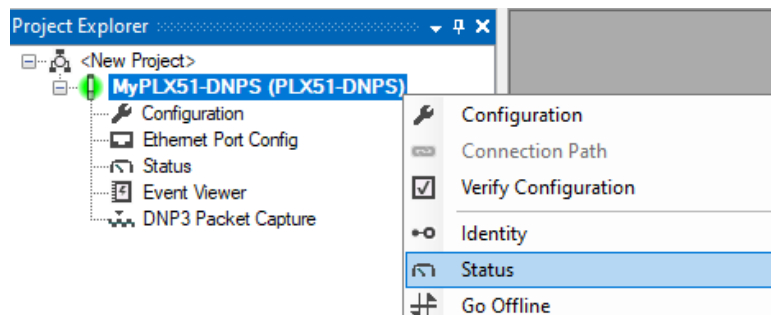 Project Explorer
<New Project>
MyPLX51-DNPS (PLX51-DNPS)
Configuration
Ethernet Port Config
Status
Event Viewer
DNP3 Packet Capture
Configuration
Connection Path
Verify Configuration
Identity
Status
Go Offline